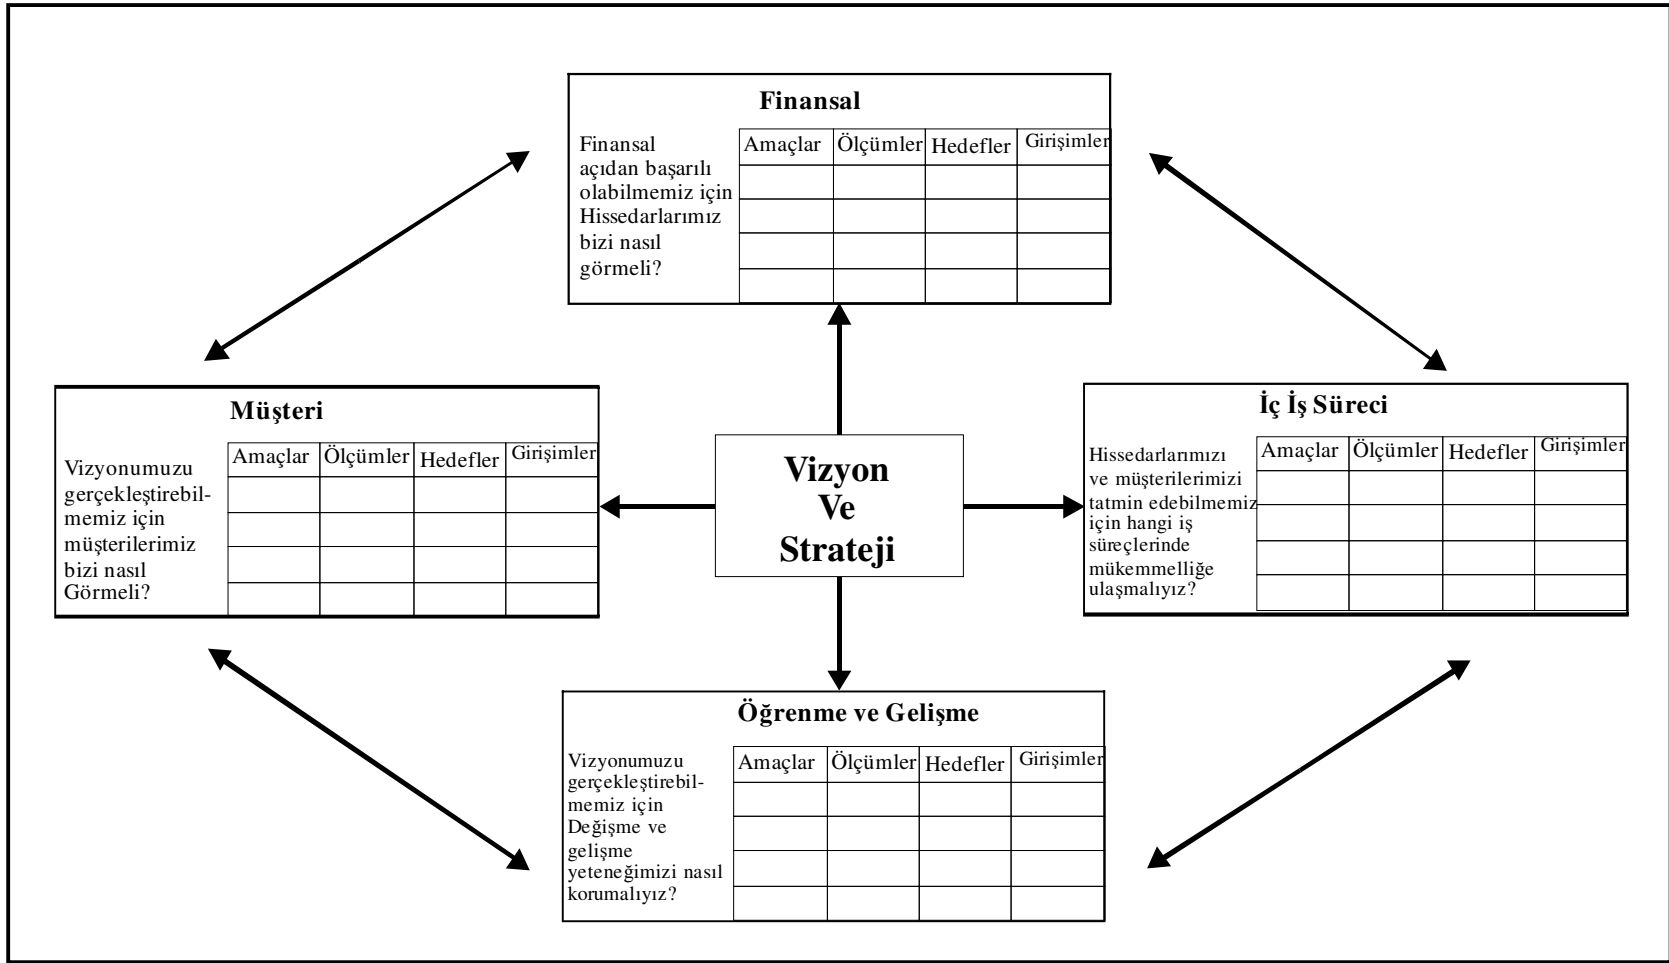 Finansal
Finansal
açıdan başarılı
olabilmemiz için
Hissedarlarımız
bizi nasıl
görmeli?
Amaçlar Ölçümler Hedefler Girişimler
Müşteri
Vizyonumuzu
gerçekleştirebil-
memiz için
müşterilerimiz
bizi nasıl
Görmeli?
Amaçlar Ölçümler Hedefler Girişimler
Vizyon
Ve
Strateji
İç İş Süreci
Hissedarlarımızı
ve müşterilerimizi
tatmin edebilmemiz
için hangi iş
süreçlerinde
mükemmelliğe
ulaşmalıyız?
Amaçlar Ölçümler Hedefler Girişimler
Öğrenme ve Gelişme
Vizyonumuzu
gerçekleştirebil-
memiz için
Değişme ve
gelişme
yeteneğimizi nasıl
korumalıyız?
Amaçlar Ölçümler Hedefler Girişimler